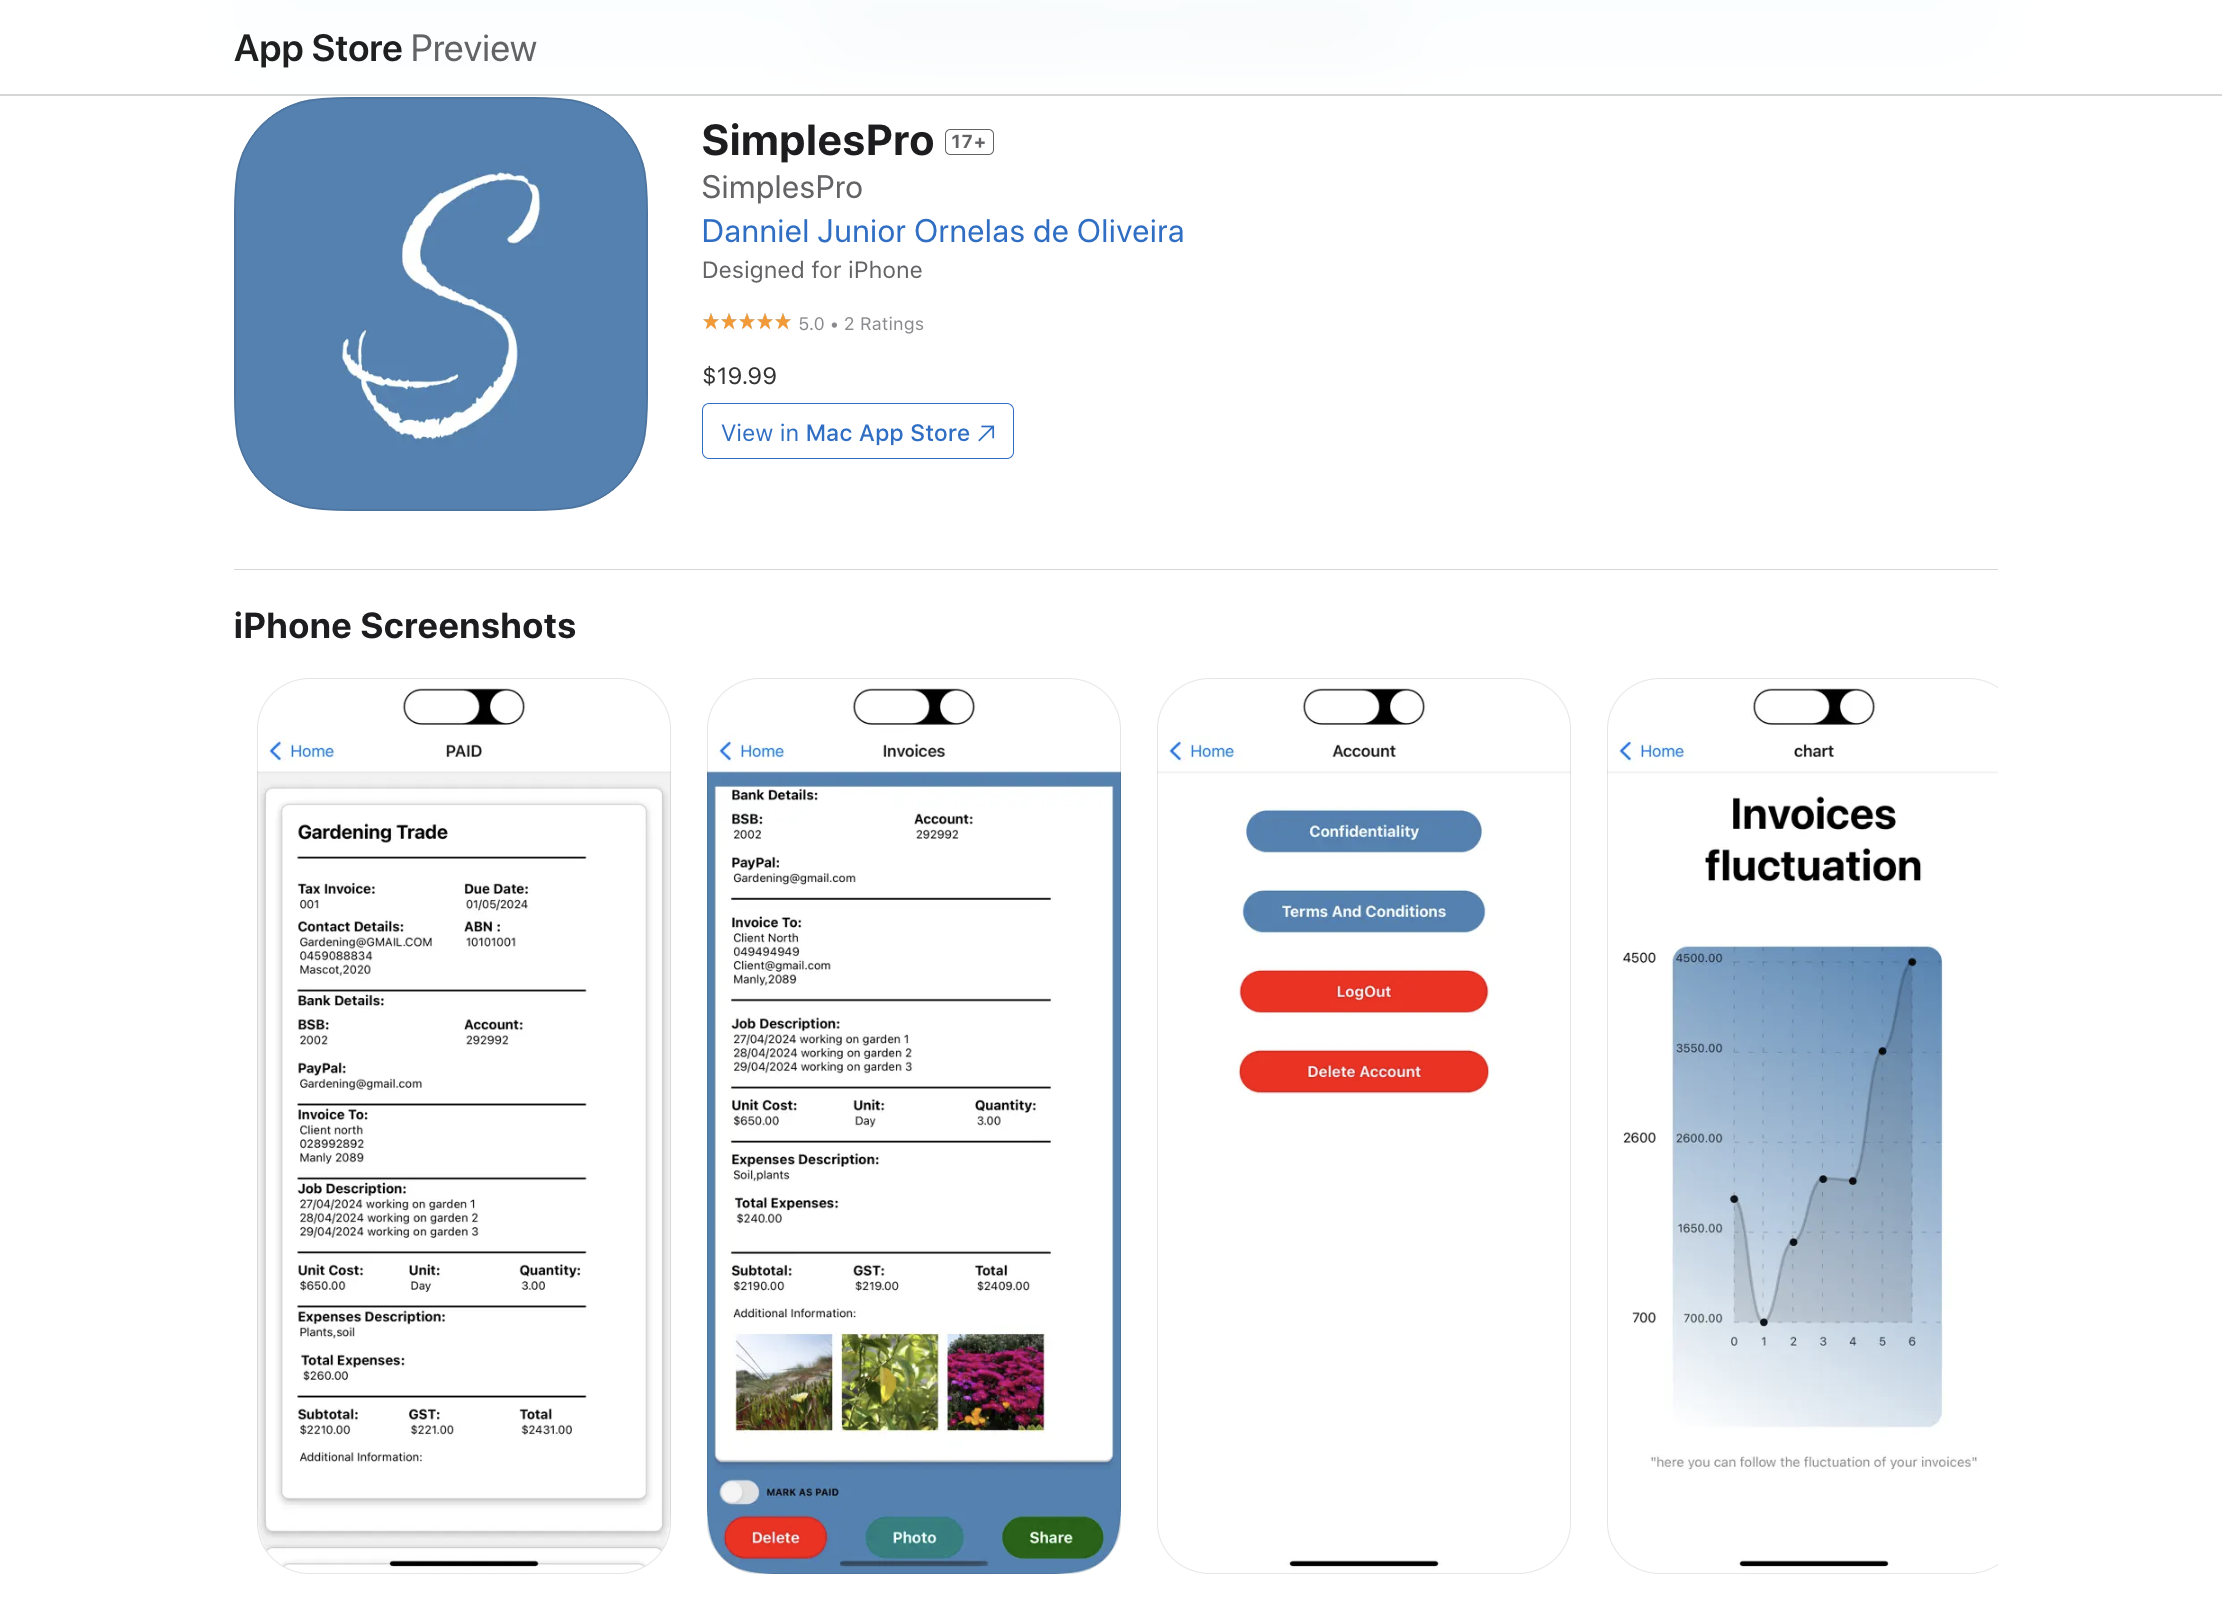 App Store Preview
SimplesPro 17+
SimplesPro
Danniel Junior Ornelas de Oliveira
Designed for iPhone
5.0 • 2 Ratings
$19.99
View in Mac App Store
iPhone Screenshots
Home PAID
Gardening Trade
Tax Invoice: Due Date:
001 01/05/2024
Contact Details: ABN :
Gardening@GMAIL.COM 10101001
0459088834
Mascot,2020
Bank Details:
BSB: Account:
2002 292992
PayPal:
Gardening@gmail.com
Invoice To:
Client north
028992892
Manly 2089
Job Description:
27/04/2024 working on garden 1
28/04/2024 working on garden 2
29/04/2024 working on garden 3
Unit Cost: Unit: Quantity:
$650.00 Day 3.00
Expenses Description:
Plants,soil
Total Expenses:
$260.00
Subtotal: GST: Total
$2210.00 $221.00 $2431.00
Additional Information:
Home Invoices
Bank Details:
BSB: Account:
2002 292992
PayPal:
Gardening@gmail.com
Invoice To:
Client North
049494949
Client@gmail.com
Manly,2089
Job Description:
27/04/2024 working on garden 1
28/04/2024 working on garden 2
29/04/2024 working on garden 3
Unit Cost: Unit: Quantity:
$650.00 Day 3.00
Expenses Description:
Soil,plants
Total Expenses:
$240.00
Subtotal: GST: Total
$2190.00 $219.00 $2409.00
Additional Information:
MARK AS PAID
Delete Photo Share
Home Account
Confidentiality
Terms And Conditions
LogOut
Delete Account
Home chart
Invoices
fluctuation
4500 4500.00
3550.00
2600 2600.00
1650.00
700 700.00
0 1 2 3 4 5 6
"here you can follow the fluctuation of your invoices"